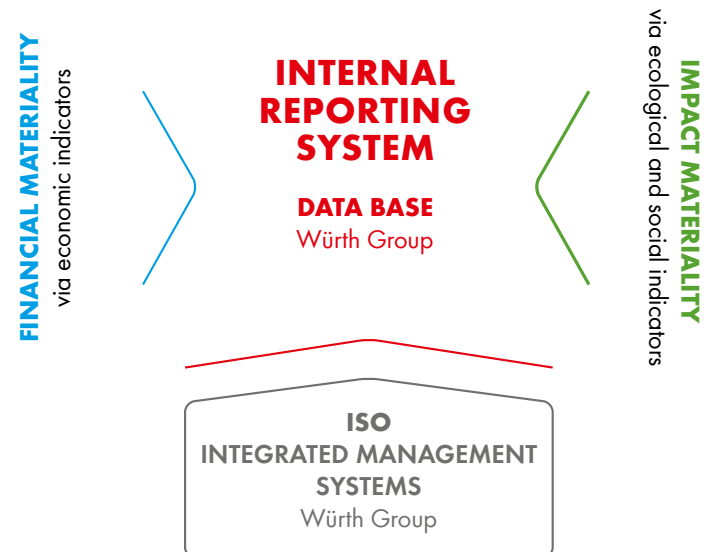 FINANCIAL MATERIALITY
via economic indicators
INTERNAL
REPORTING
SYSTEM
DATA BASE
Würth Group
IMPACT MATERIALITY
via ecological and social indicators
ISO
INTEGRATED MANAGEMENT
SYSTEMS
Würth Group